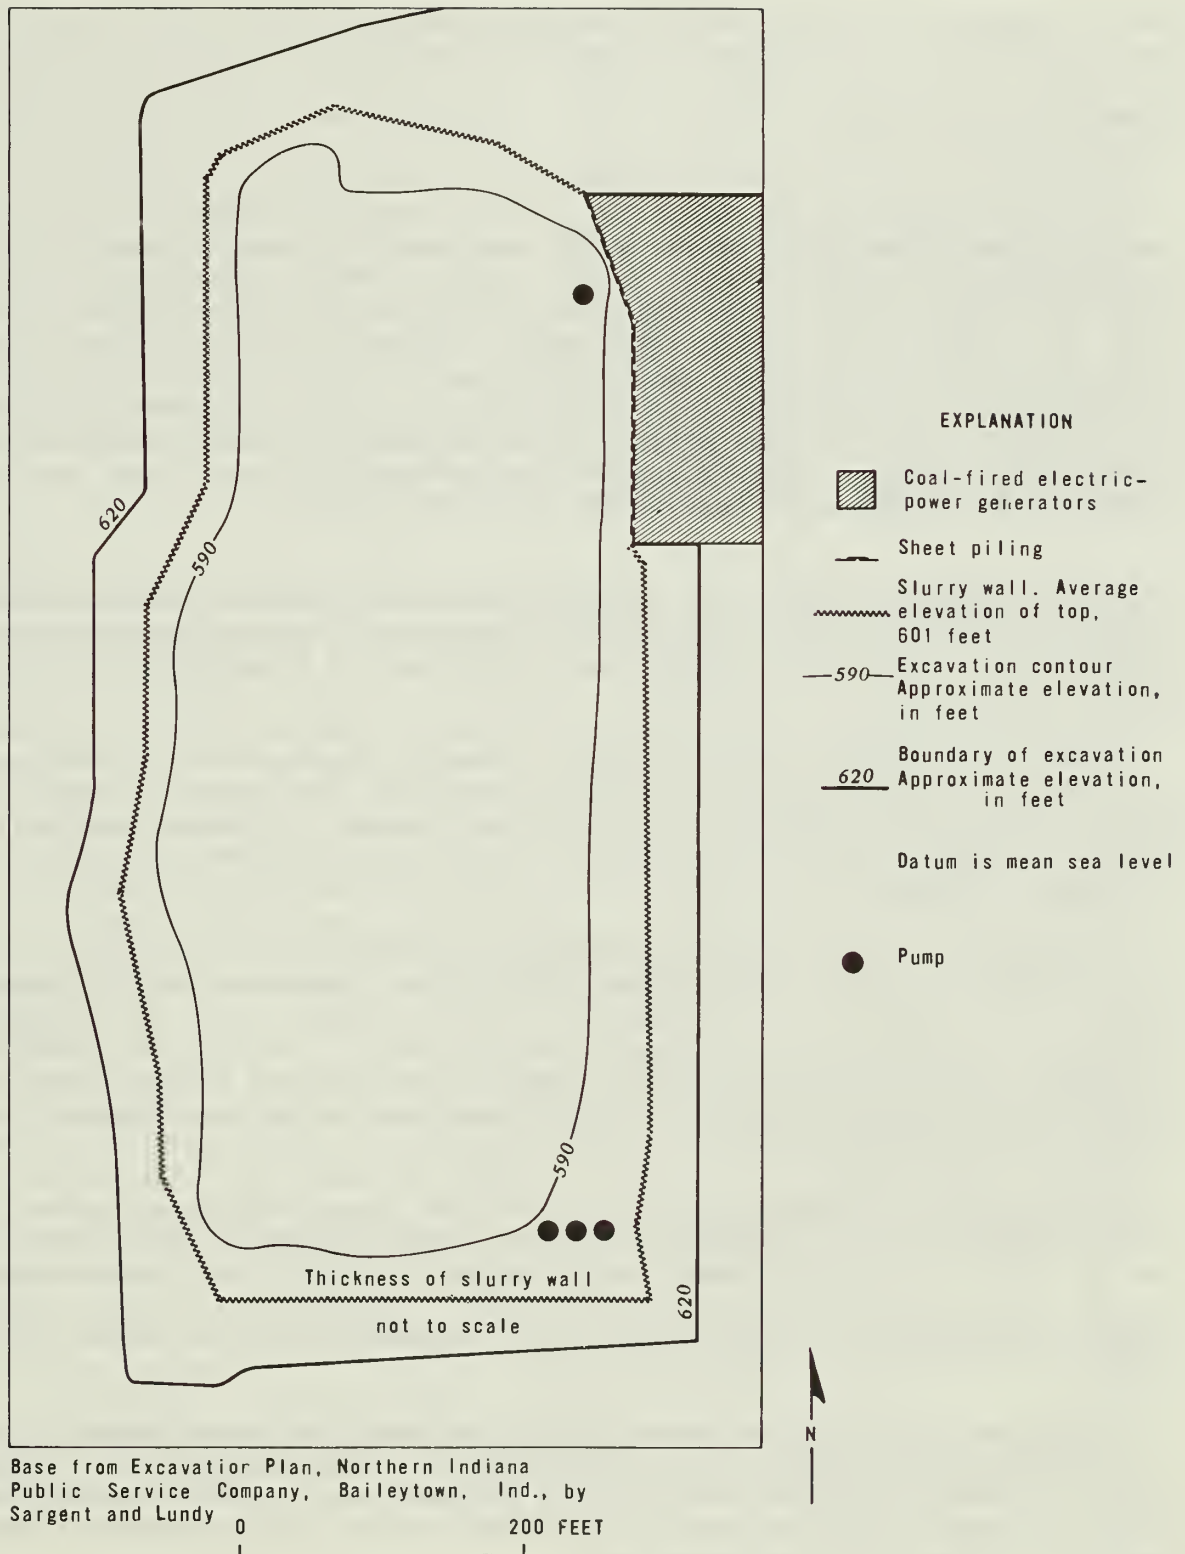 620
590
590
620
Thickness of slurry wall
not to scale
EXPLANATION
Coal-fired electric-
power generators
Sheet piling
Slurry wall. Average
elevation of top,
601 feet
590
Excavation contour
Approximate elevation,
in feet
620
Boundary of excavation
Approximate elevation,
in feet
Datum is mean sea level
Pump
N
Base from Excavatior Plan, Northern Indiana
Public Service Company, Baileytown, Ind., by
Sargent and Lundy
0 200 FEET